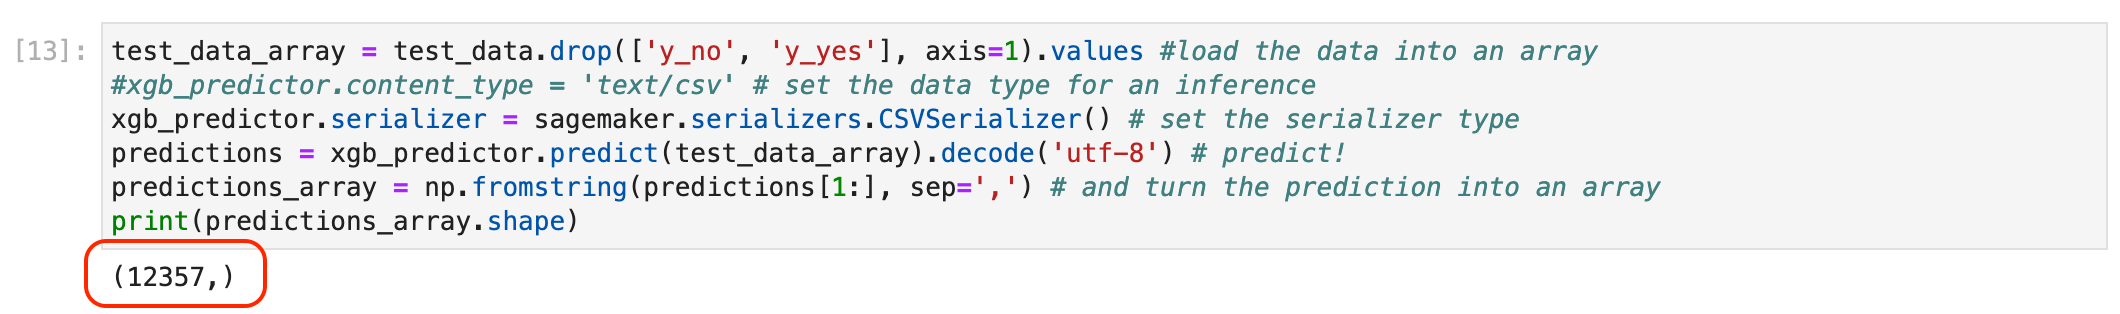 [13]: test_data_array = test_data.drop(['y_no', 'y_yes'], axis=1).values #load the data into an array
#xgb_predictor.content_type = 'text/csv' # set the data type for an inference
xgb_predictor.serializer = sagemaker.serializers.CSVSerializer() # set the serializer type
predictions = xgb_predictor.predict(test_data_array).decode('utf-8') # predict!
predictions_array = np.fromstring(predictions[1:], sep=',') # and turn the prediction into an array
print(predictions_array.shape)
(12357,)